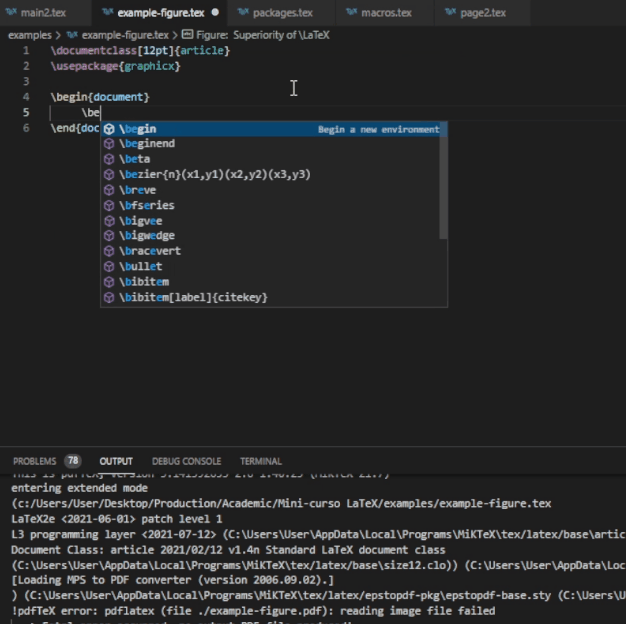 main2.tex example-figure.tex packages.tex macros.tex page2.tex
examples > example-figure.tex > Figure: Superiority of \LaTeX
1 \documentclass[12pt]{article}
2 \usepackage{graphicx}
3
4 \begin{document}
5 \be
6 \end{doc
\begin Begin a new environment
\beginend
\beta
\bezier{n}(x1,y1)(x2,y2)(x3,y3)
\breve
\bfseries
\bigvee
\bigwedge
\bracevert
\bullet
\bibitem
\bibitem[label]{citekey}
PROBLEMS 78 OUTPUT DEBUG CONSOLE TERMINAL
entering extended mode
(c:/Users/User/Desktop/Production/Academic/Mini-curso LaTeX/examples/example-figure.tex
LaTeX2e <2021-06-01> patch level 1
L3 programming layer <2021-07-12> (C:\Users\User\AppData\Local\Programs\MiKTeX\tex/latex/base\artic
Document Class: article 2021/02/12 v1.4n Standard LaTeX document class
(C:\Users\User\AppData\Local\Programs\MiKTeX\tex/latex/base\size12.clo)) (C:\Users\User\AppData\Loc
[Loading MPS to PDF converter (version 2006.09.02).]
) (C:\Users\User\AppData\Local\Programs\MiKTeX\tex/latex/epstopdf-pkg\epstopdf-base.sty (C:\Users\U
!pdfTeX error: pdflatex (file ./example-figure.pdf): reading image file failed